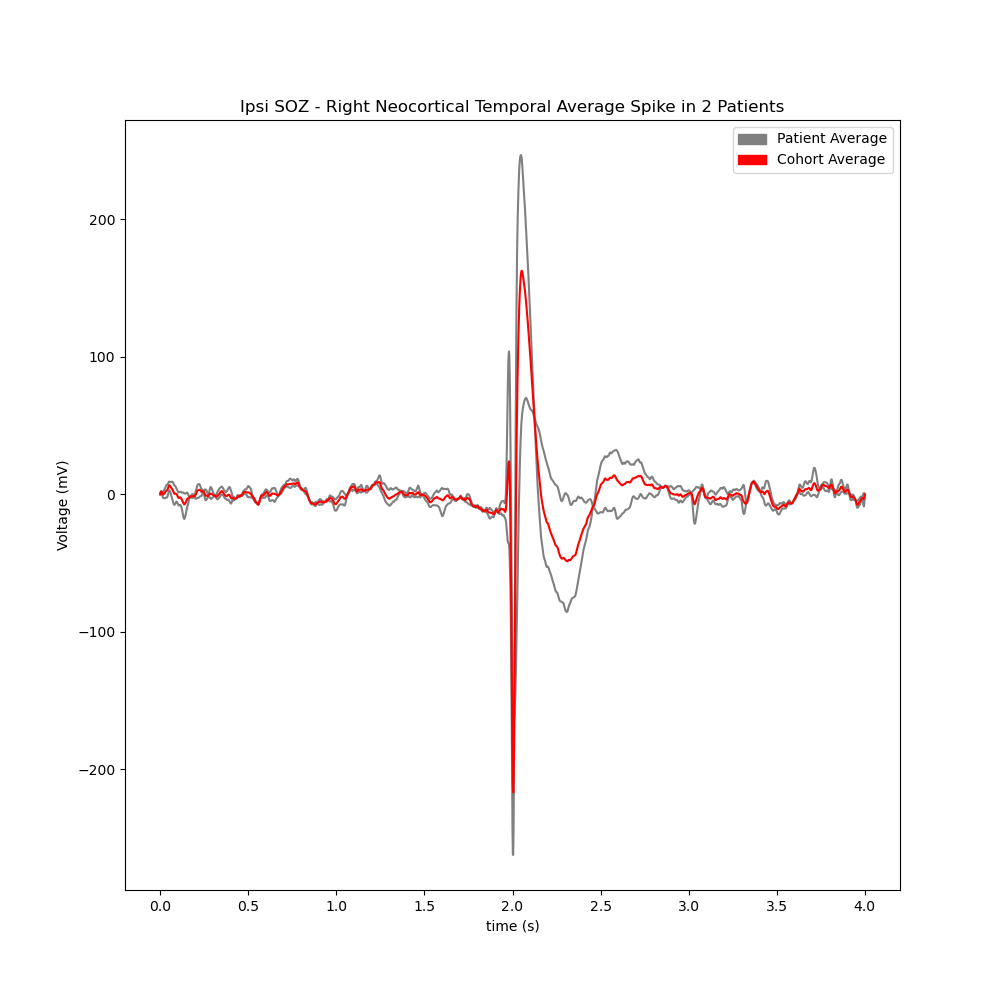 Ipsi SOZ - Right Neocortical Temporal Average Spike in 2 Patients
Patient Average
Cohort Average
Voltage (mV)
200
100
0
−100
−200
0.0 0.5 1.0 1.5 2.0 2.5 3.0 3.5 4.0
time (s)